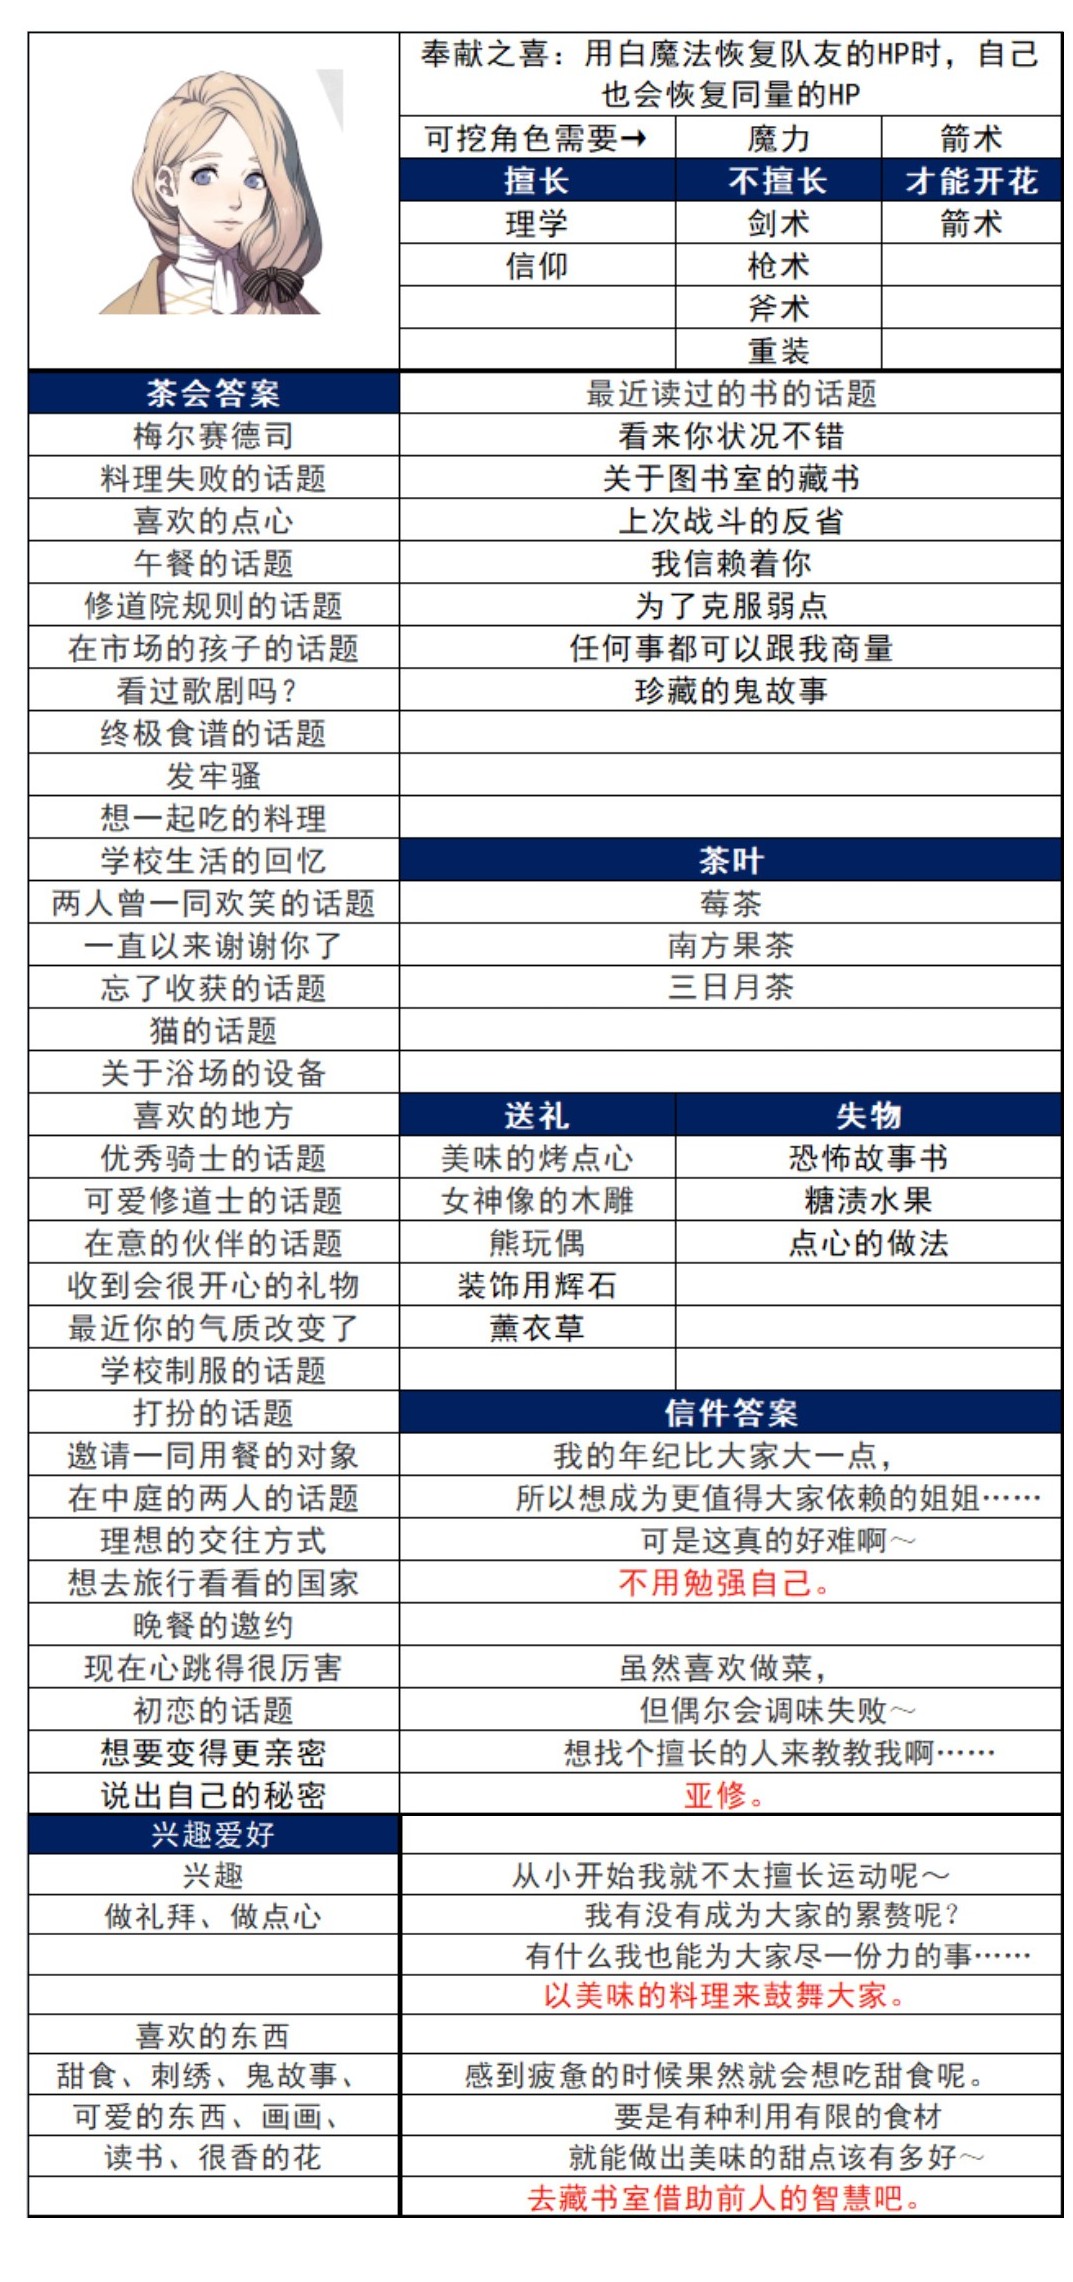 奉献之喜：用白魔法恢复队友的HP时，自己
也会恢复同量的HP
可挖角色需要→ 魔力 箭术
擅长 不擅长 才能开花
理学 剑术 箭术
信仰 枪术
斧术
重装
茶会答案 最近读过的书的话题
梅尔赛德司 看来你状况不错
料理失败的话题 关于图书室的藏书
喜欢的点心 上次战斗的反省
午餐的话题 我信赖着你
修道院规则的话题 为了克服弱点
在市场的孩子的话题 任何事都可以跟我商量
看过歌剧吗？ 珍藏的鬼故事
终极食谱的话题
发牢骚
想一起吃的料理
学校生活的回忆 茶叶
两人曾一同欢笑的话题 莓茶
一直以来谢谢你了 南方果茶
忘了收获的话题 三日月茶
猫的话题
关于浴场的设备
喜欢的地方 送礼 失物
优秀骑士的话题 美味的烤点心 恐怖故事书
可爱修道士的话题 女神像的木雕 糖渍水果
在意的伙伴的话题 熊玩偶 点心的做法
收到会很开心的礼物 装饰用辉石
最近你的气质改变了 薰衣草
学校制服的话题
打扮的话题 信件答案
邀请一同用餐的对象 我的年纪比大家大一点，
在中庭的两人的话题 所以想成为更值得大家依赖的姐姐……
理想的交往方式 可是这真的好难啊～
想去旅行看看的国家 不用勉强自己。
晚餐的邀约
现在心跳得很厉害 虽然喜欢做菜，
初恋的话题 但偶尔会调味失败～
想要变得更亲密 想找个擅长的人来教教我啊……
说出自己的秘密 亚修。
兴趣爱好
兴趣 从小开始我就不太擅长运动呢～
做礼拜、做点心 我有没有成为大家的累赘呢？
有什么我也能为大家尽一份力的事……
以美味的料理来鼓舞大家。
喜欢的东西
甜食、刺绣、鬼故事、 感到疲惫的时候果然就会想吃甜食呢。
可爱的东西、画画、 要是有种利用有限的食材
读书、很香的花 就能做出美味的甜点该有多好～
去藏书室借助前人的智慧吧。